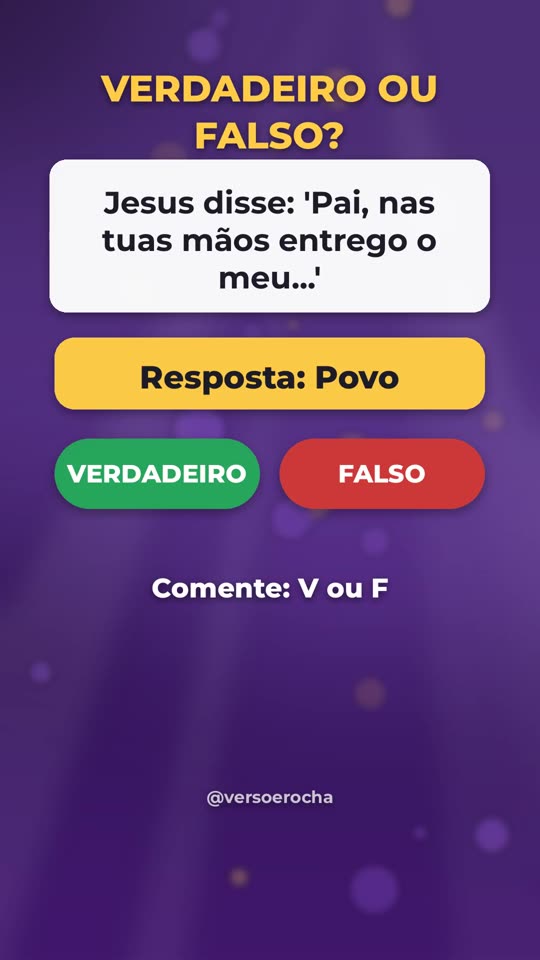 VERDADEIRO OU
FALSO?
Jesus disse: 'Pai, nas
tuas mãos entrego o
meu...'
Resposta: Povo
VERDADEIRO
FALSO
Comente: V ou F
@versoerocha